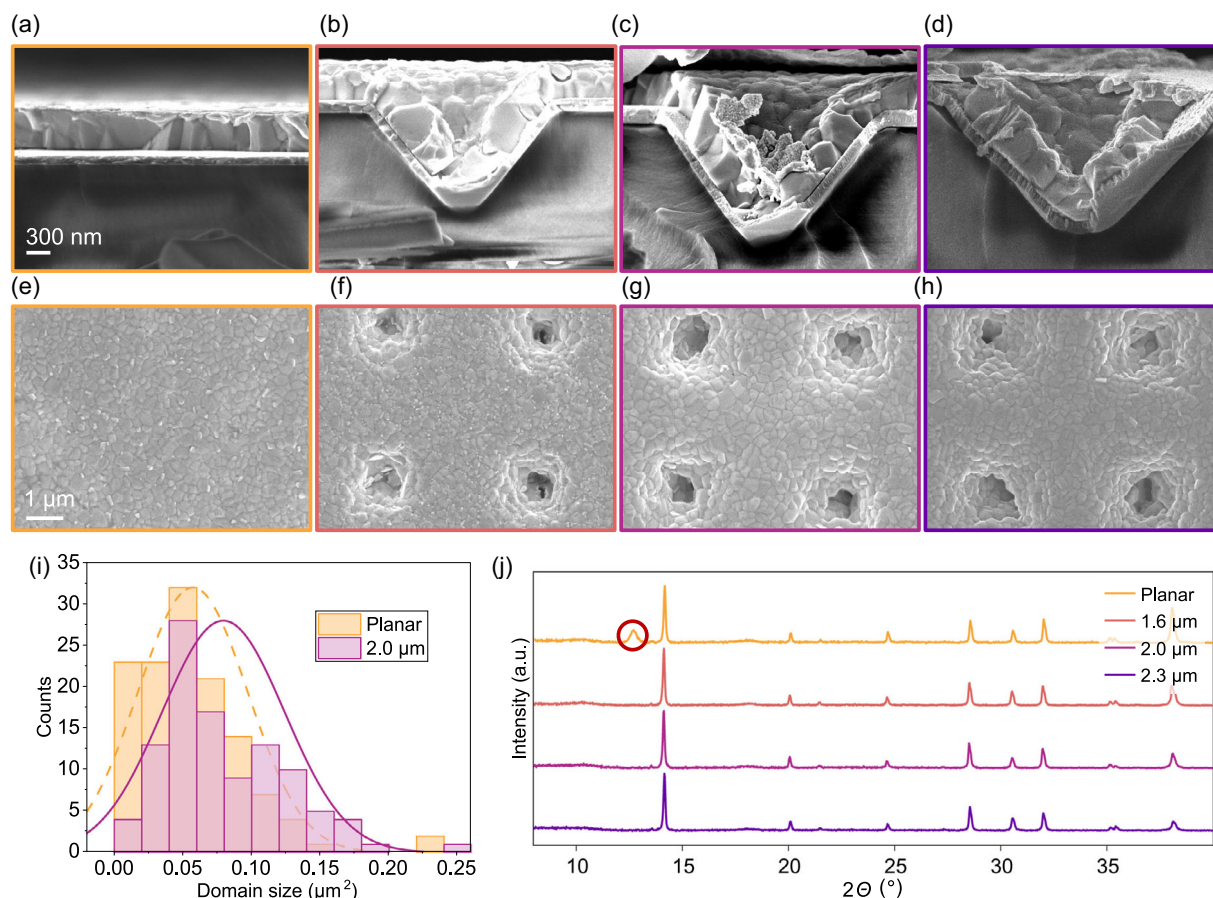 (a)
(b)
(c)
(d)
300 nm
(e)
(f)
(g)
(h)
1 µm
(i)
35
30
25
20
15
10
5
0
Counts
0.00
0.05
0.10
0.15
0.20
0.25
Domain size (µm²)
Planar
2.0 µm
(j)
Intensity (a.u.)
Planar
1.6 µm
2.0 µm
2.3 µm
10
15
20
25
30
35
2Θ (°)